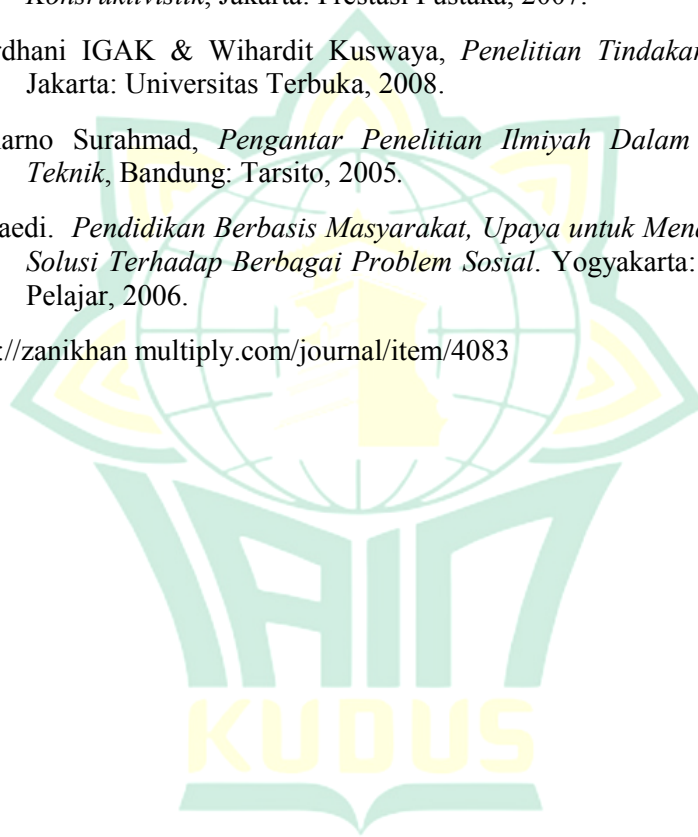 Konstruktivistik, Jakarta: Prestasi Pustaka, 2007.
rdhani IGAK & Wihardit Kuswaya, Penelitian Tindakan
Jakarta: Universitas Terbuka, 2008.
arno Surahmad, Pengantar Penelitian Ilmiyah Dalam
Teknik, Bandung: Tarsito, 2005.
aedi. Pendidikan Berbasis Masyarakat, Upaya untuk
Solusi Terhadap Berbagai Problem Sosial. Yogyakarta:
Pelajar, 2006.
://zanikhan multiply.com/journal/item/4083
IAIN
KUDUS